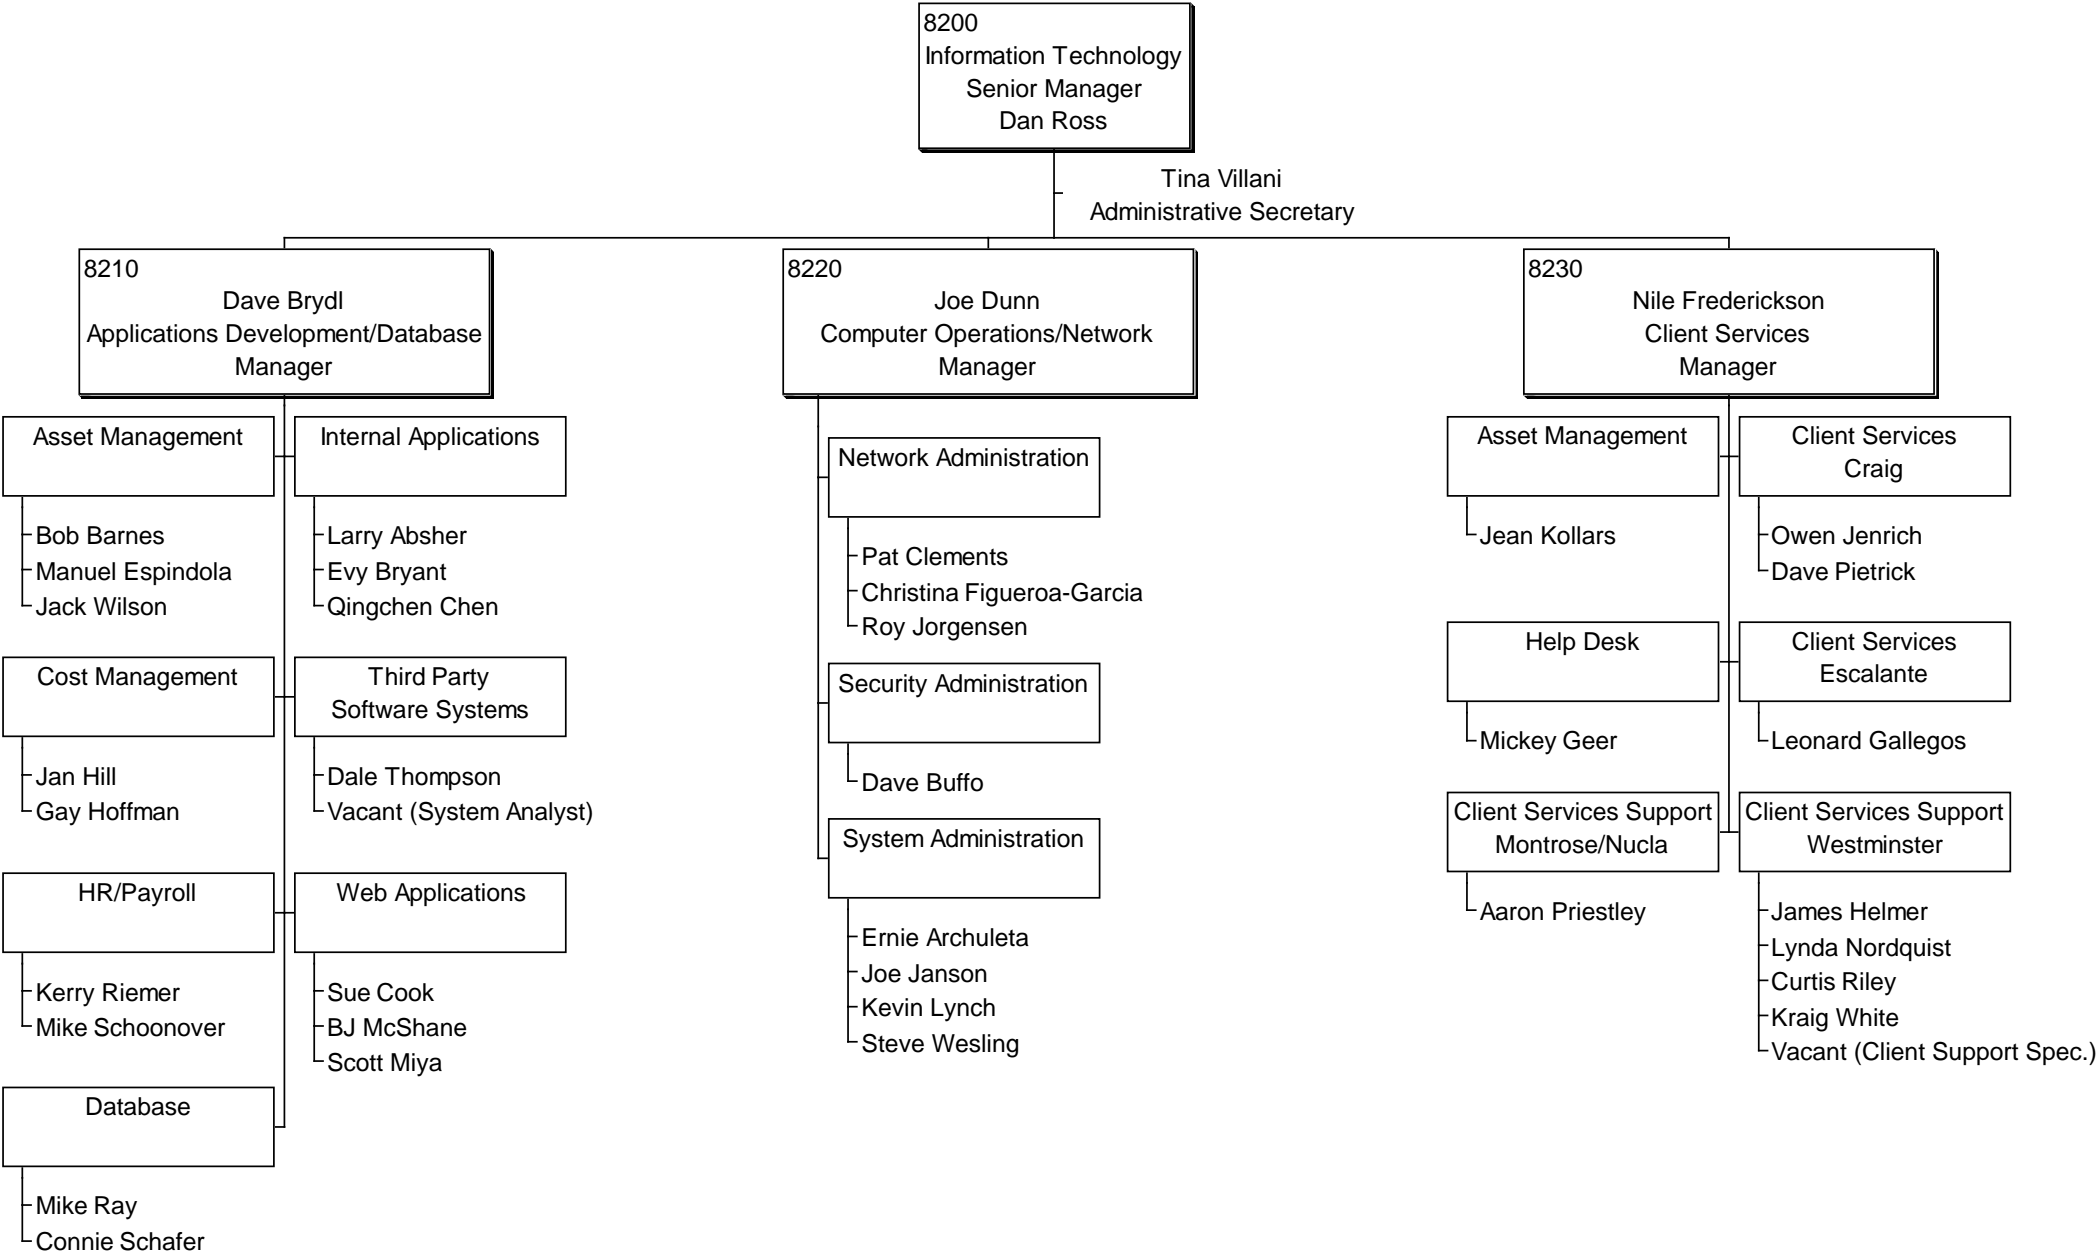 8200
Information Technology
Senior Manager
Dan Ross
Tina Villani
Administrative Secretary
8210
Dave Brydl
Applications Development/Database
Manager
Asset Management
Bob Barnes
Manuel Espindola
Jack Wilson
Internal Applications
Larry Absher
Evy Bryant
Qingchen Chen
Cost Management
Jan Hill
Gay Hoffman
Third Party
Software Systems
Dale Thompson
Vacant (System Analyst)
HR/Payroll
Kerry Riemer
Mike Schoonover
Web Applications
Sue Cook
BJ McShane
Scott Miya
Database
Mike Ray
Connie Schafer
8220
Joe Dunn
Computer Operations/Network
Manager
Network Administration
Pat Clements
Christina Figueroa-Garcia
Roy Jorgensen
Security Administration
Dave Buffo
System Administration
Ernie Archuleta
Joe Janson
Kevin Lynch
Steve Wesling
8230
Nile Frederickson
Client Services
Manager
Asset Management
Jean Kollars
Client Services
Craig
Owen Jenrich
Dave Pietrick
Help Desk
Mickey Geer
Client Services
Escalante
Leonard Gallegos
Client Services Support
Montrose/Nucla
Aaron Priestley
Client Services Support
Westminster
James Helmer
Lynda Nordquist
Curtis Riley
Kraig White
Vacant (Client Support Spec.)